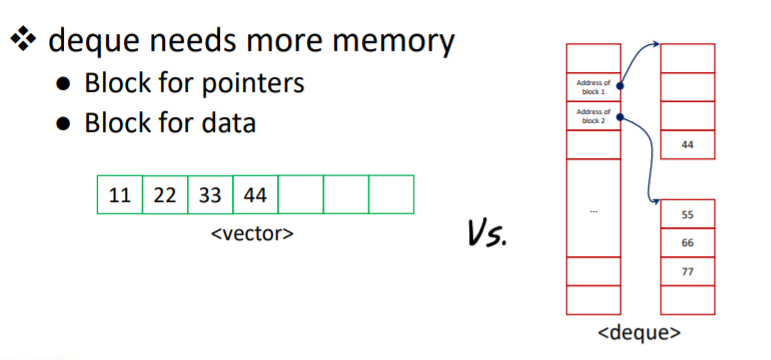 ❖ deque needs more memory
● Block for pointers
● Block for data
11 22 33 44
<vector>
Vs.
Address of
block 1
Address of
block 2
...
44
55
66
77
<deque>